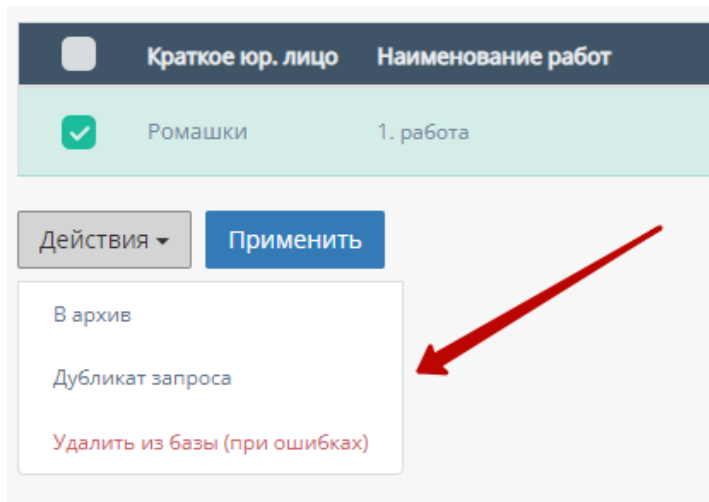 Краткое юр. лицо Наименование работ
Ромашки 1. работа
Действия Применить
В архив
Дубликат запроса
Удалить из базы (при ошибках)